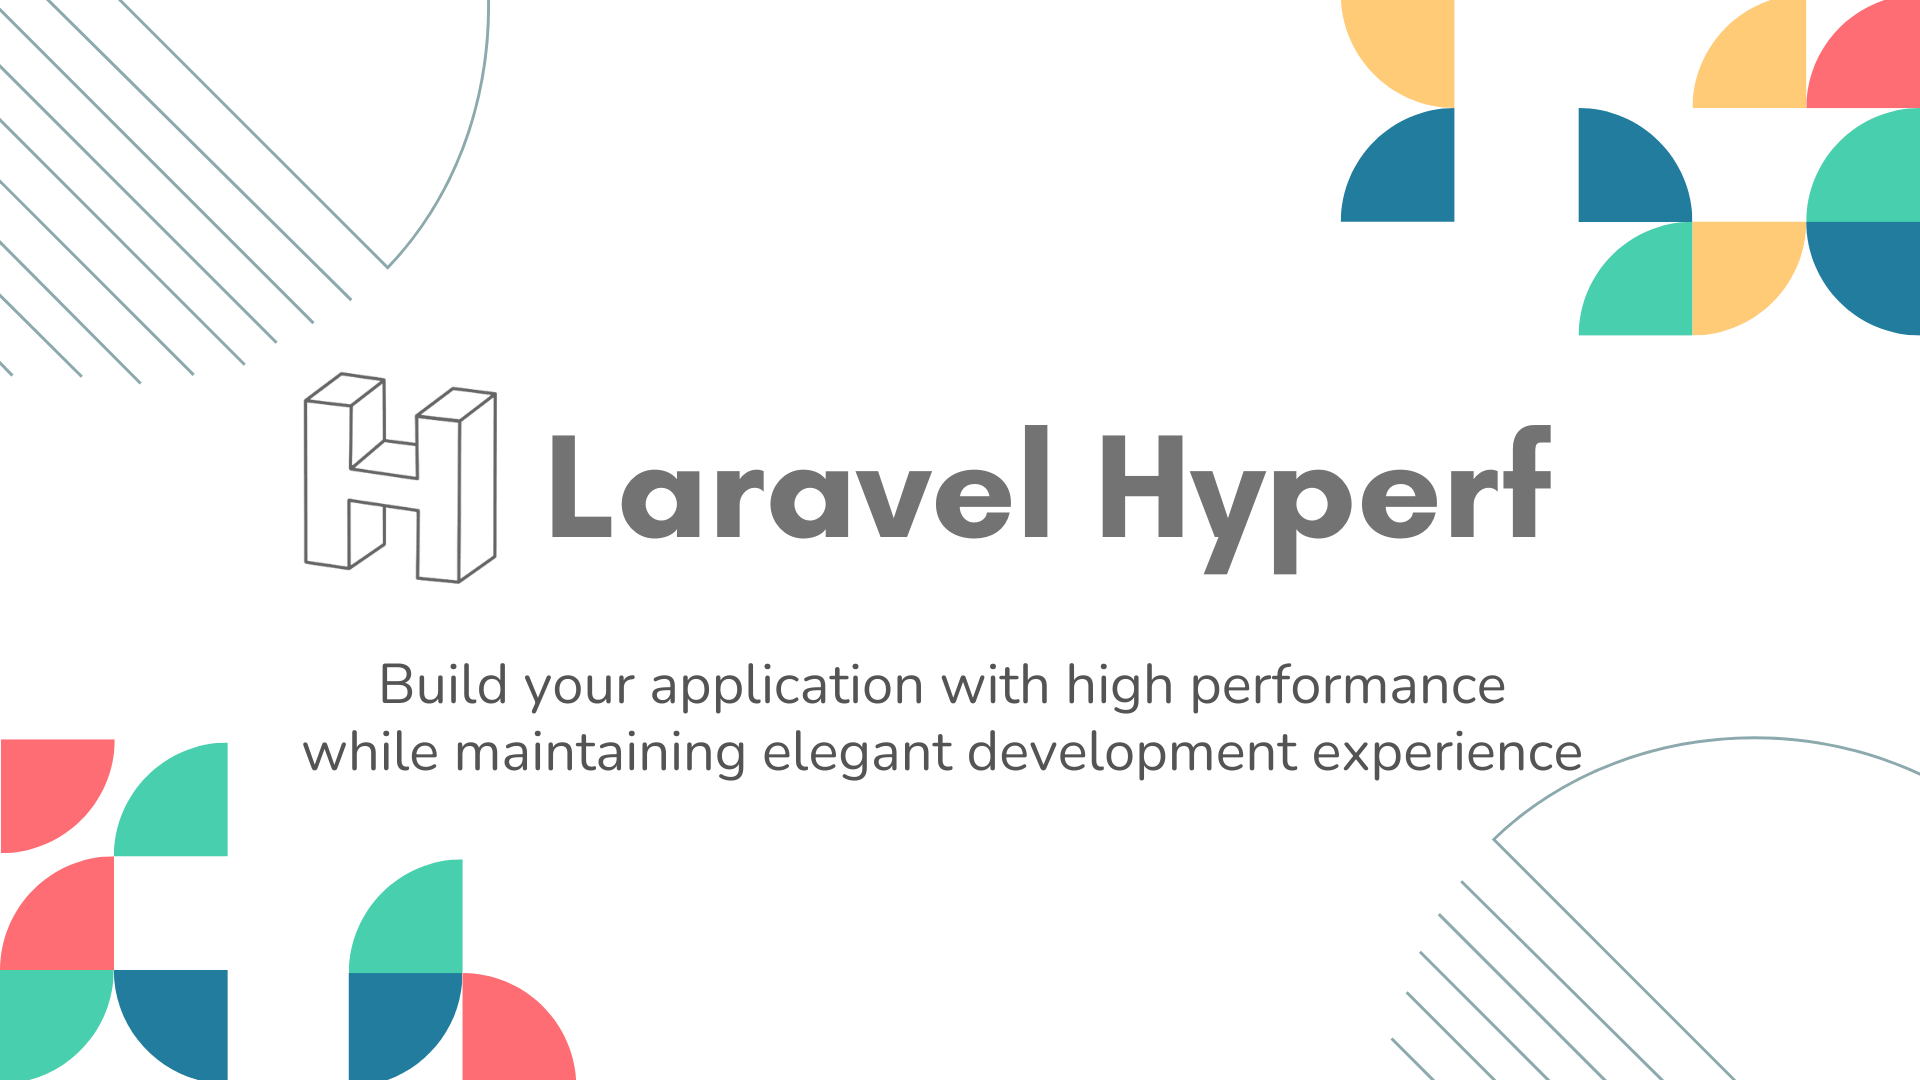 Laravel Hyperf
Build your application with high performance
while maintaining elegant development experience